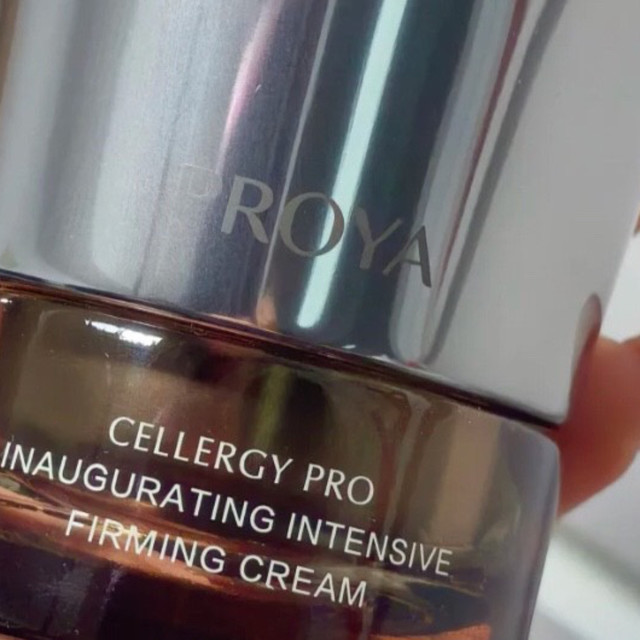 PROYA
CELLERGY PRO
INAUGURATING INTENSIVE
FIRMING CREAM